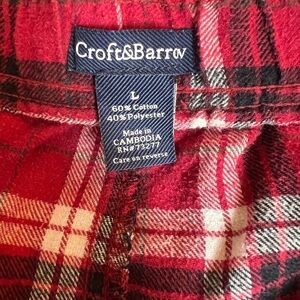 Croft&Barrow
L
60% Cotton
40% Polyester
Made in
CAMBODIA
RN# 73277
Care on reverse